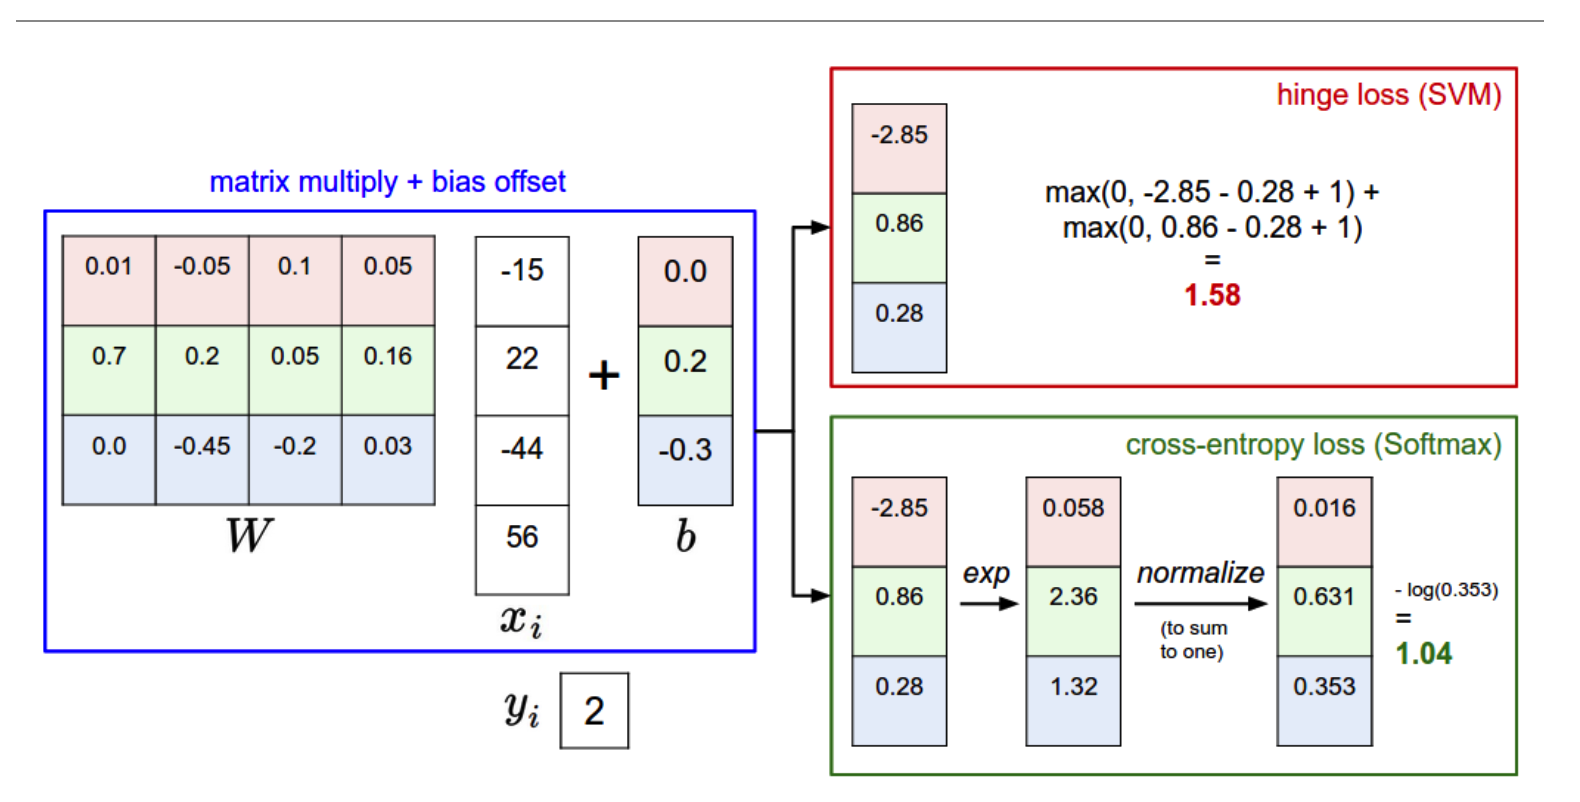 matrix multiply + bias offset
0.01 -0.05 0.1 0.05
0.7 0.2 0.05 0.16
0.0 -0.45 -0.2 0.03
W
-15
22
-44
56
x_i
+
0.0
0.2
-0.3
b
y_i 2
hinge loss (SVM)
-2.85
0.86
0.28
max(0, -2.85 - 0.28 + 1) +
max(0, 0.86 - 0.28 + 1)
=
1.58
cross-entropy loss (Softmax)
-2.85
0.86
0.28
exp
0.058
2.36
1.32
normalize
(to sum
to one)
0.016
0.631
0.353
- log(0.353)
=
1.04